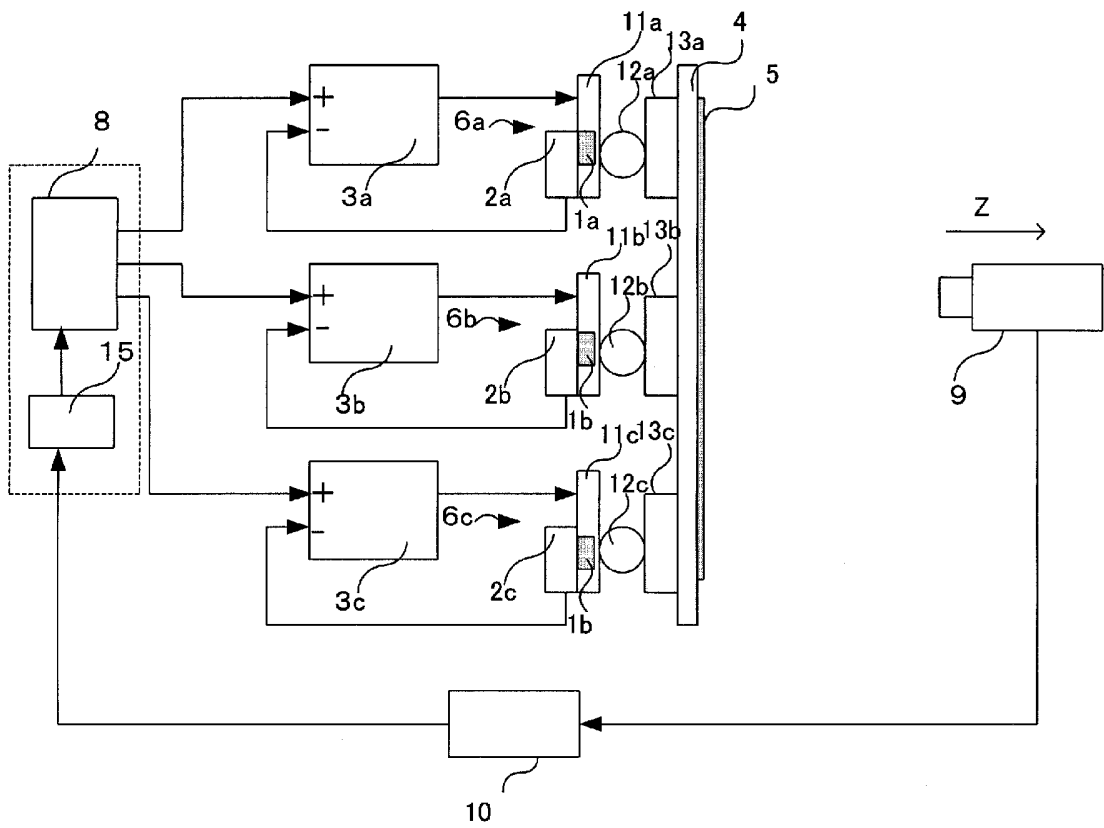 11a 13a 4
12a 5
8 + 6a
-
3a 2a 1a
Z
11b 13b
+ 6b 12b
-
15 9
3b 2b 1b
11c 13c
+ 12c
- 6c
3c 2c
1b
10